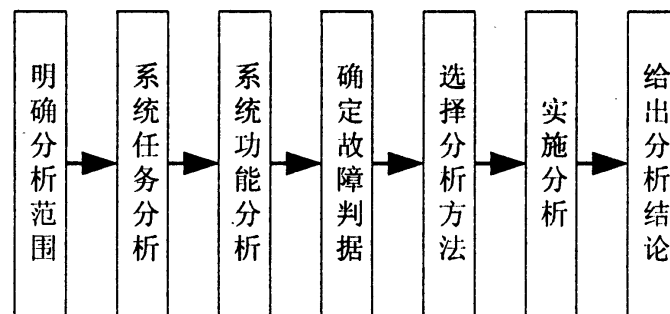 明确分析范围
系统任务分析
系统功能分析
确定故障判据
选择分析方法
实施分析
给出分析结论